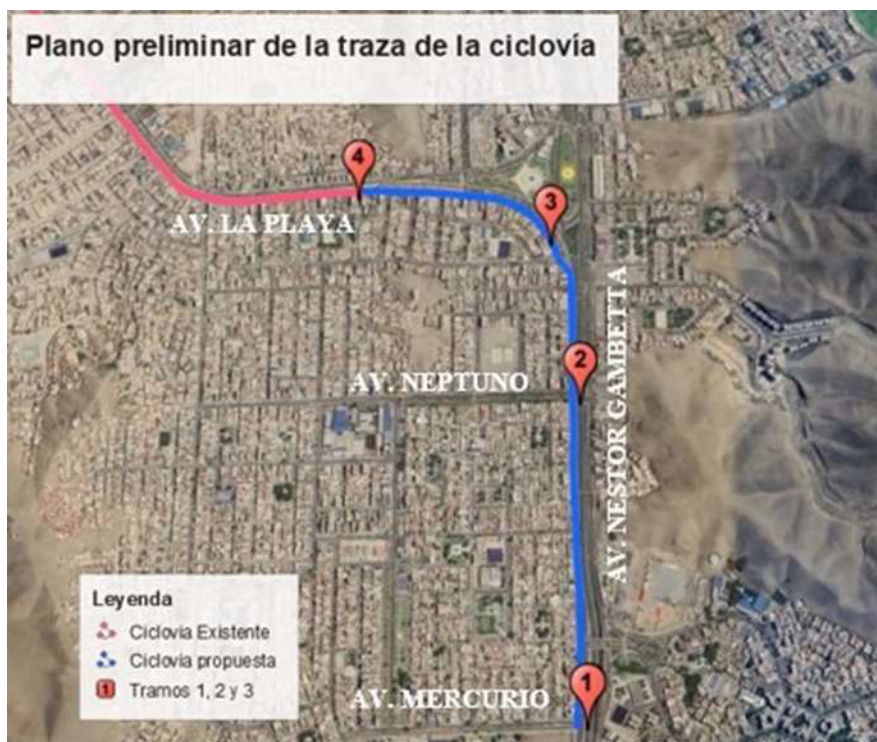 Plano preliminar de la traza de la ciclovía
4
3
AV. LA PLAYA
AV. NESTOR GAMBETTA
2
AV. NEPTUNO
Leyenda
Ciclovia Existente
Ciclovia propuesta
1 Tramos 1, 2 y 3
AV. MERCURIO
1